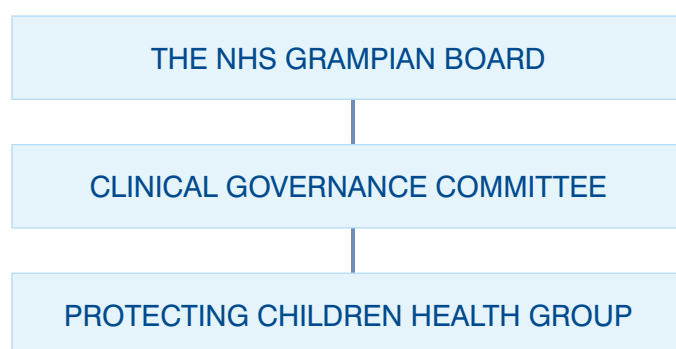 THE NHS GRAMPIAN BOARD
CLINICAL GOVERNANCE COMMITTEE
PROTECTING CHILDREN HEALTH GROUP